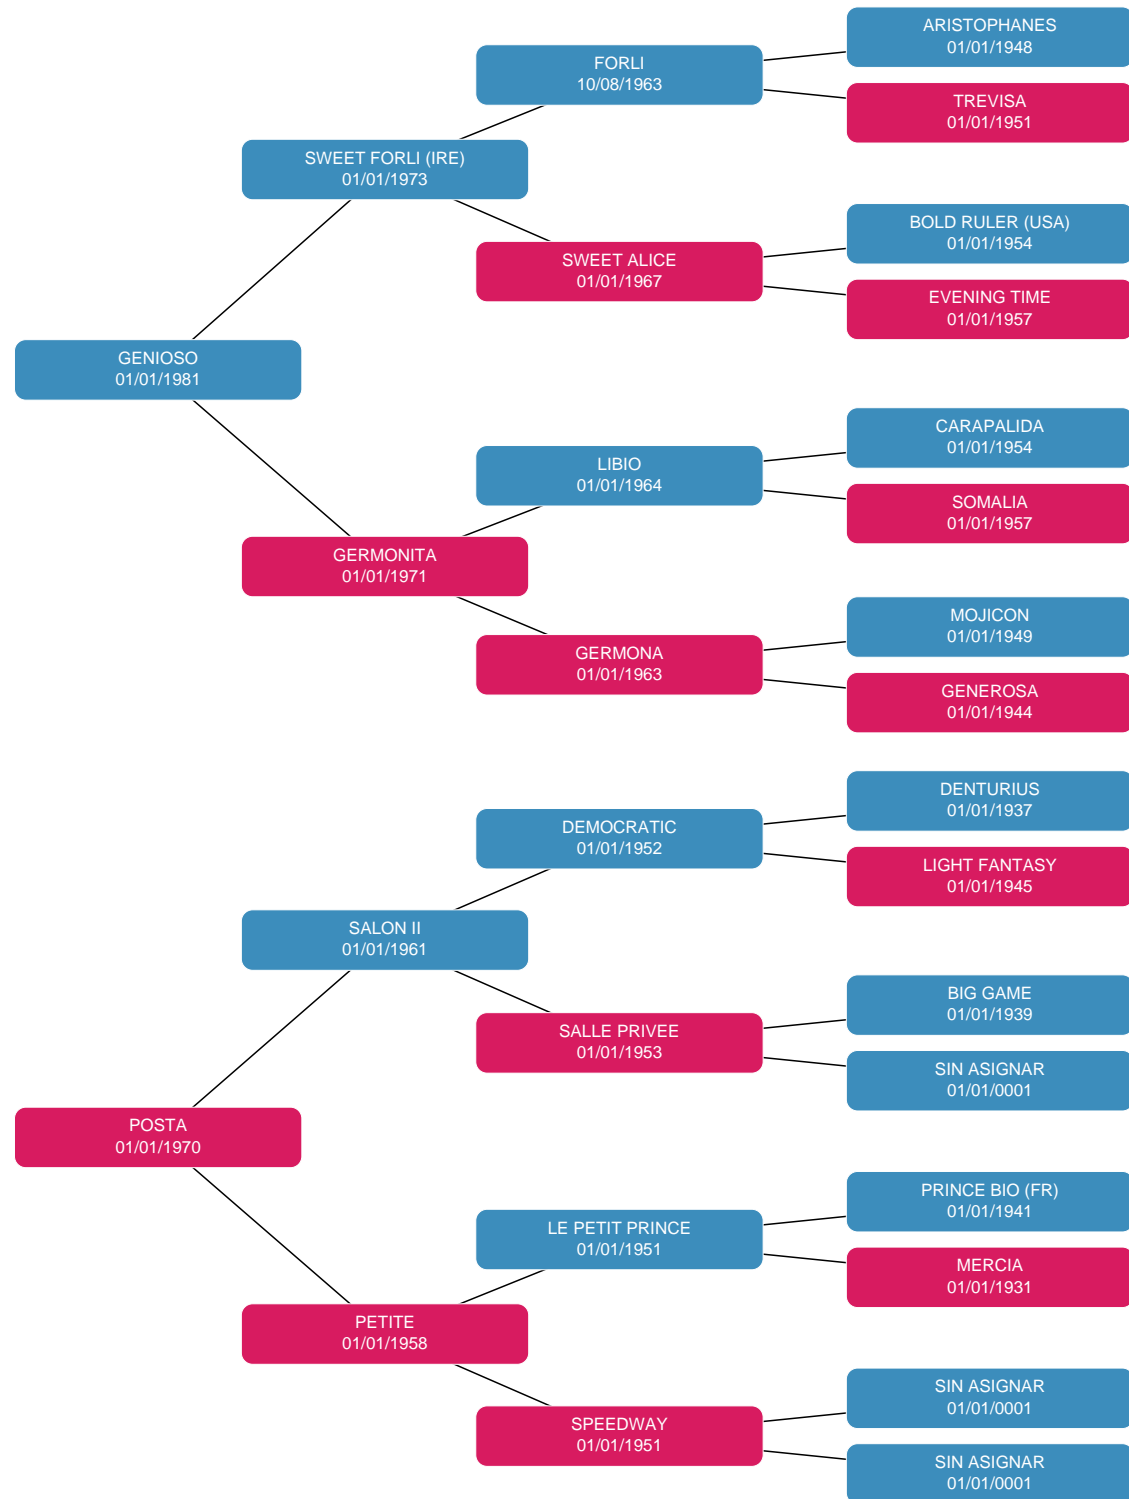 ARISTOPHANES
01/01/1948
FORLI
10/08/1963
TREVISA
01/01/1951
SWEET FORLI (IRE)
01/01/1973
BOLD RULER (USA)
01/01/1954
SWEET ALICE
01/01/1967
EVENING TIME
01/01/1957
GENIOSO
01/01/1981
CARAPALIDA
01/01/1954
LIBIO
01/01/1964
SOMALIA
01/01/1957
GERMONITA
01/01/1971
MOJICON
01/01/1949
GERMONA
01/01/1963
GENEROSA
01/01/1944
DENTURIUS
01/01/1937
DEMOCRATIC
01/01/1952
LIGHT FANTASY
01/01/1945
SALON II
01/01/1961
BIG GAME
01/01/1939
SALLE PRIVEE
01/01/1953
SIN ASIGNAR
01/01/0001
POSTA
01/01/1970
PRINCE BIO (FR)
01/01/1941
LE PETIT PRINCE
01/01/1951
MERCIA
01/01/1931
PETITE
01/01/1958
SIN ASIGNAR
01/01/0001
SPEEDWAY
01/01/1951
SIN ASIGNAR
01/01/0001